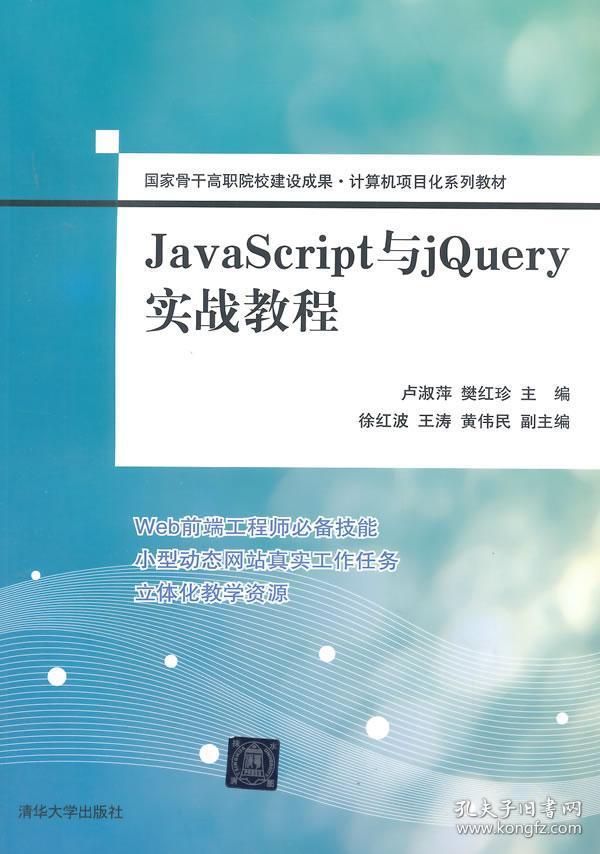 国家骨干高职院校建设成果·计算机项目化系列教材
JavaScript与jQuery
实战教程
卢淑萍 樊红珍 主 编
徐红波 王涛 黄伟民 副主编
Web前端工程师必备技能
小型动态网站真实工作任务
立体化教学资源
清华大学出版社
孔夫子旧书网
www.kongfz.com